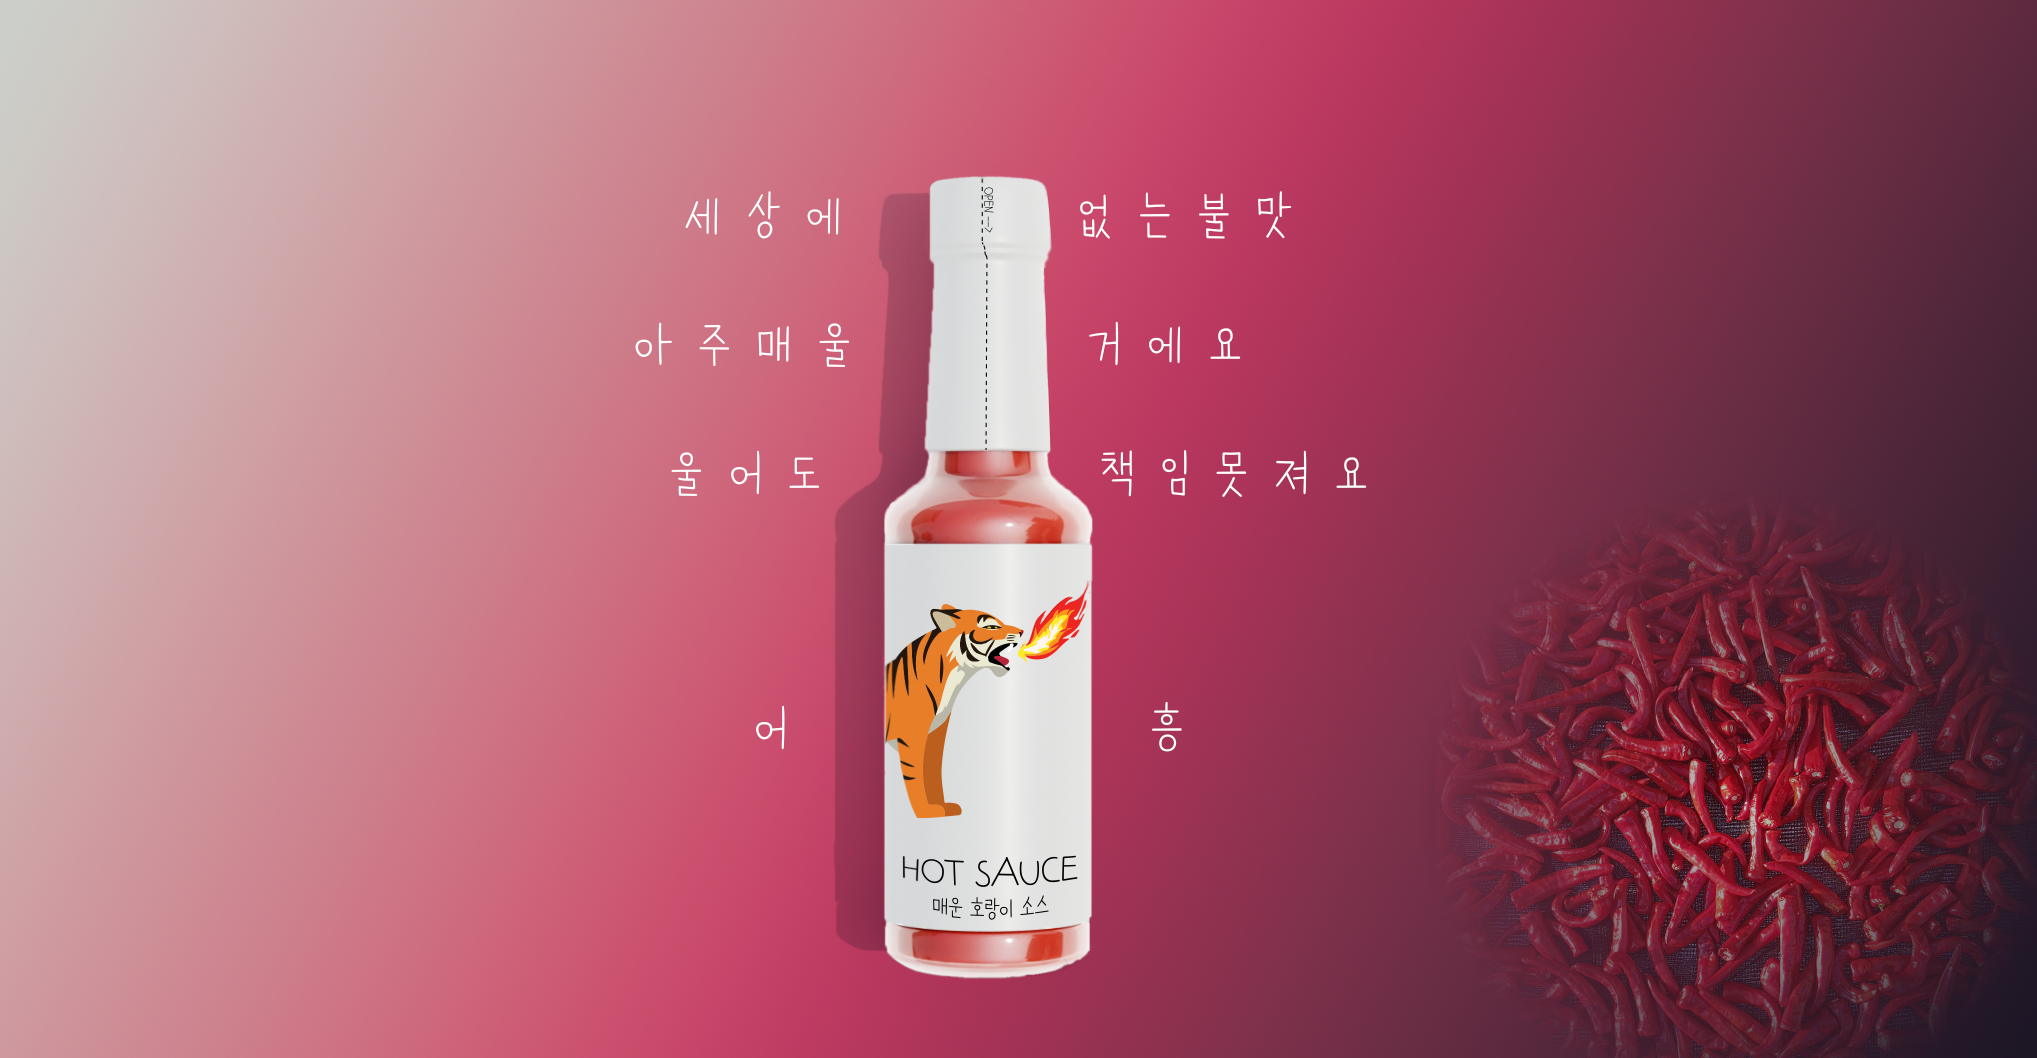 세상에 없는불맛
OPEN -->
아주매울 거에요
울어도 책임못져요
어 흥
HOT SAUCE
매운 호랑이 소스